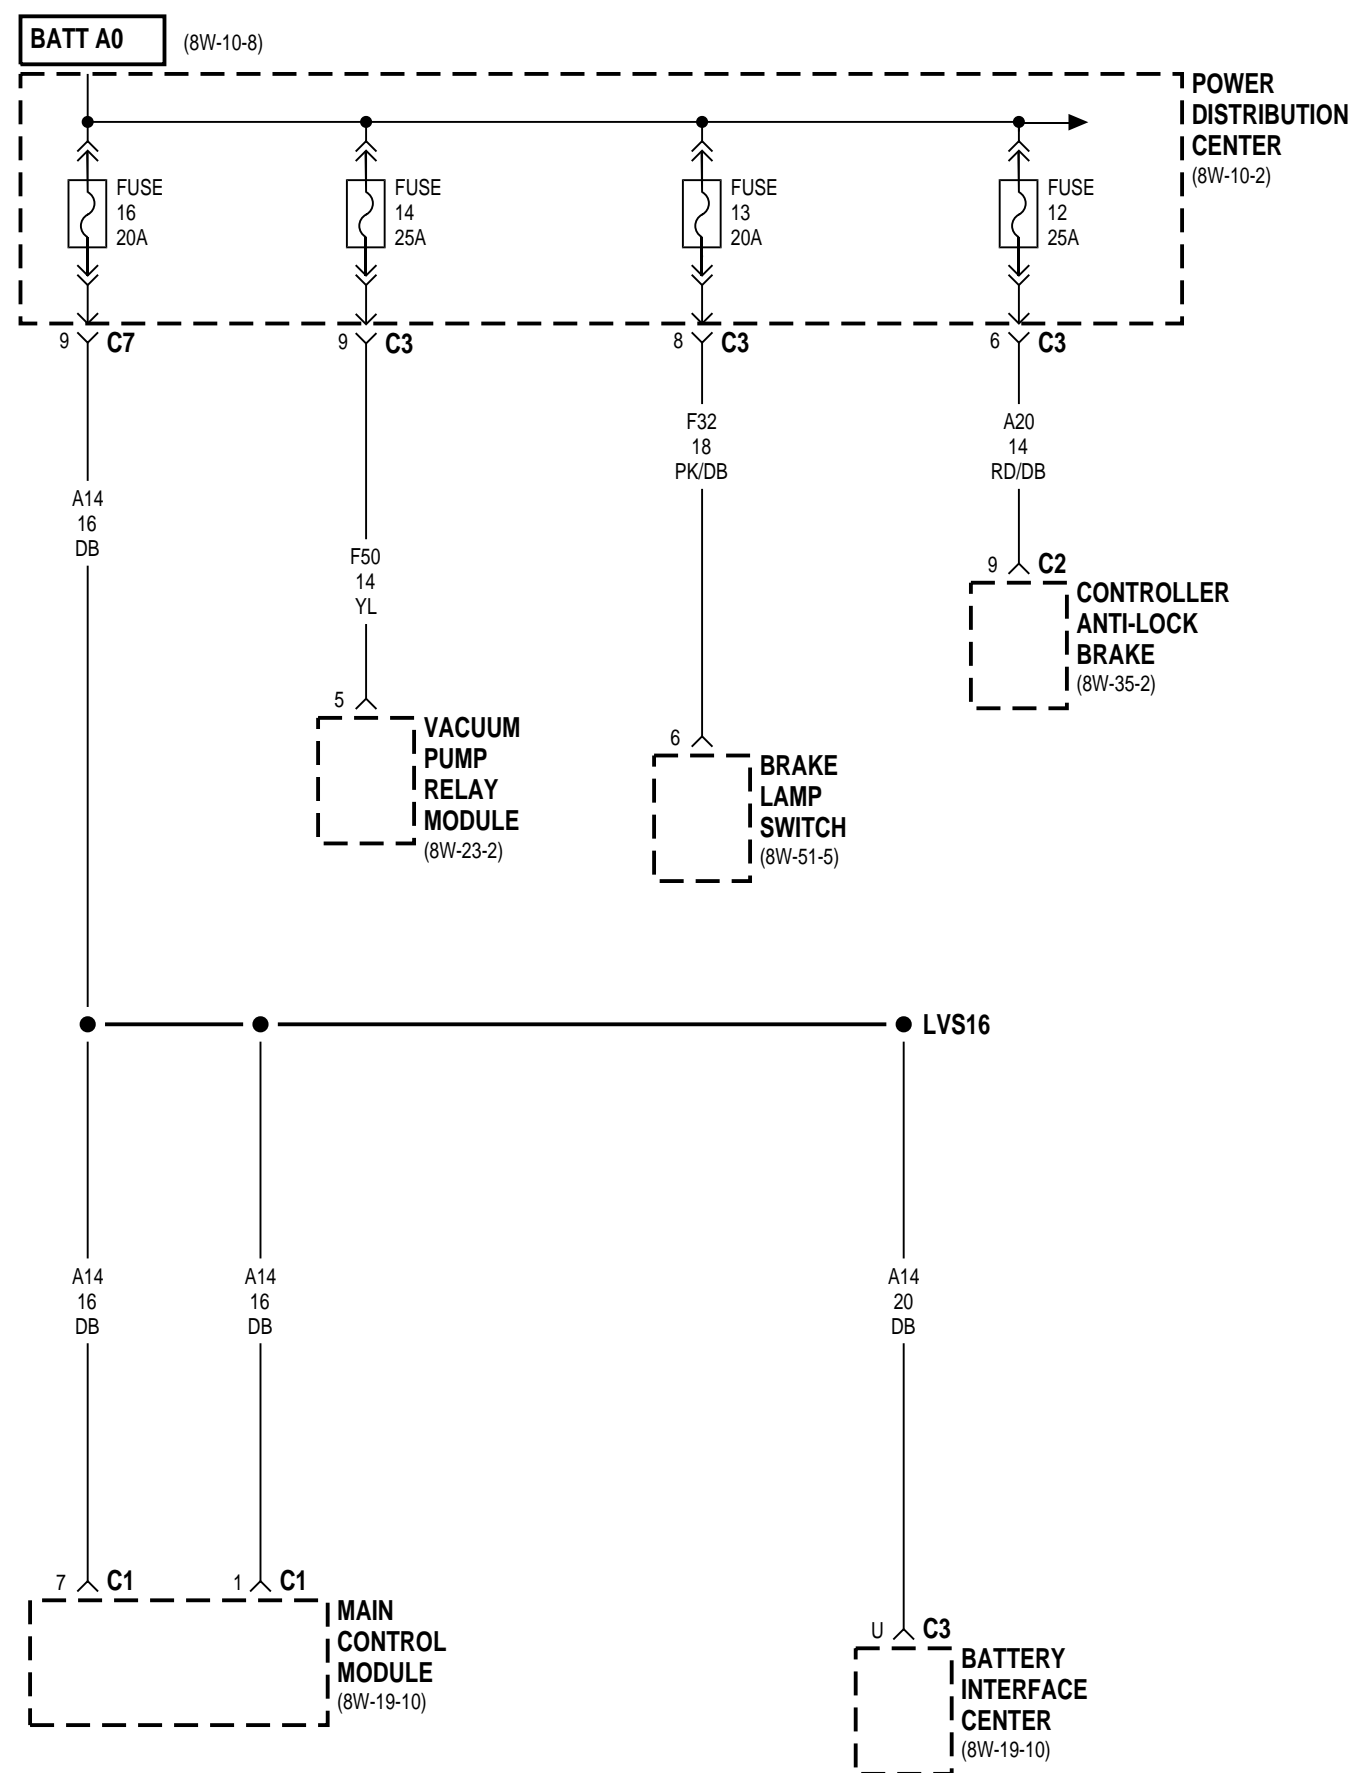 BATT A0
(8W-10-8)
POWER
DISTRIBUTION
CENTER
(8W-10-2)
FUSE
16
20A
FUSE
14
25A
FUSE
13
20A
FUSE
12
25A
9 C7
9 C3
8 C3
6 C3
A14
16
DB
F50
14
YL
F32
18
PK/DB
A20
14
RD/DB
9 C2
CONTROLLER
ANTI-LOCK
BRAKE
(8W-35-2)
5
VACUUM
PUMP
RELAY
MODULE
(8W-23-2)
6
BRAKE
LAMP
SWITCH
(8W-51-5)
LVS16
A14
16
DB
A14
16
DB
A14
20
DB
7 C1
1 C1
MAIN
CONTROL
MODULE
(8W-19-10)
U C3
BATTERY
INTERFACE
CENTER
(8W-19-10)